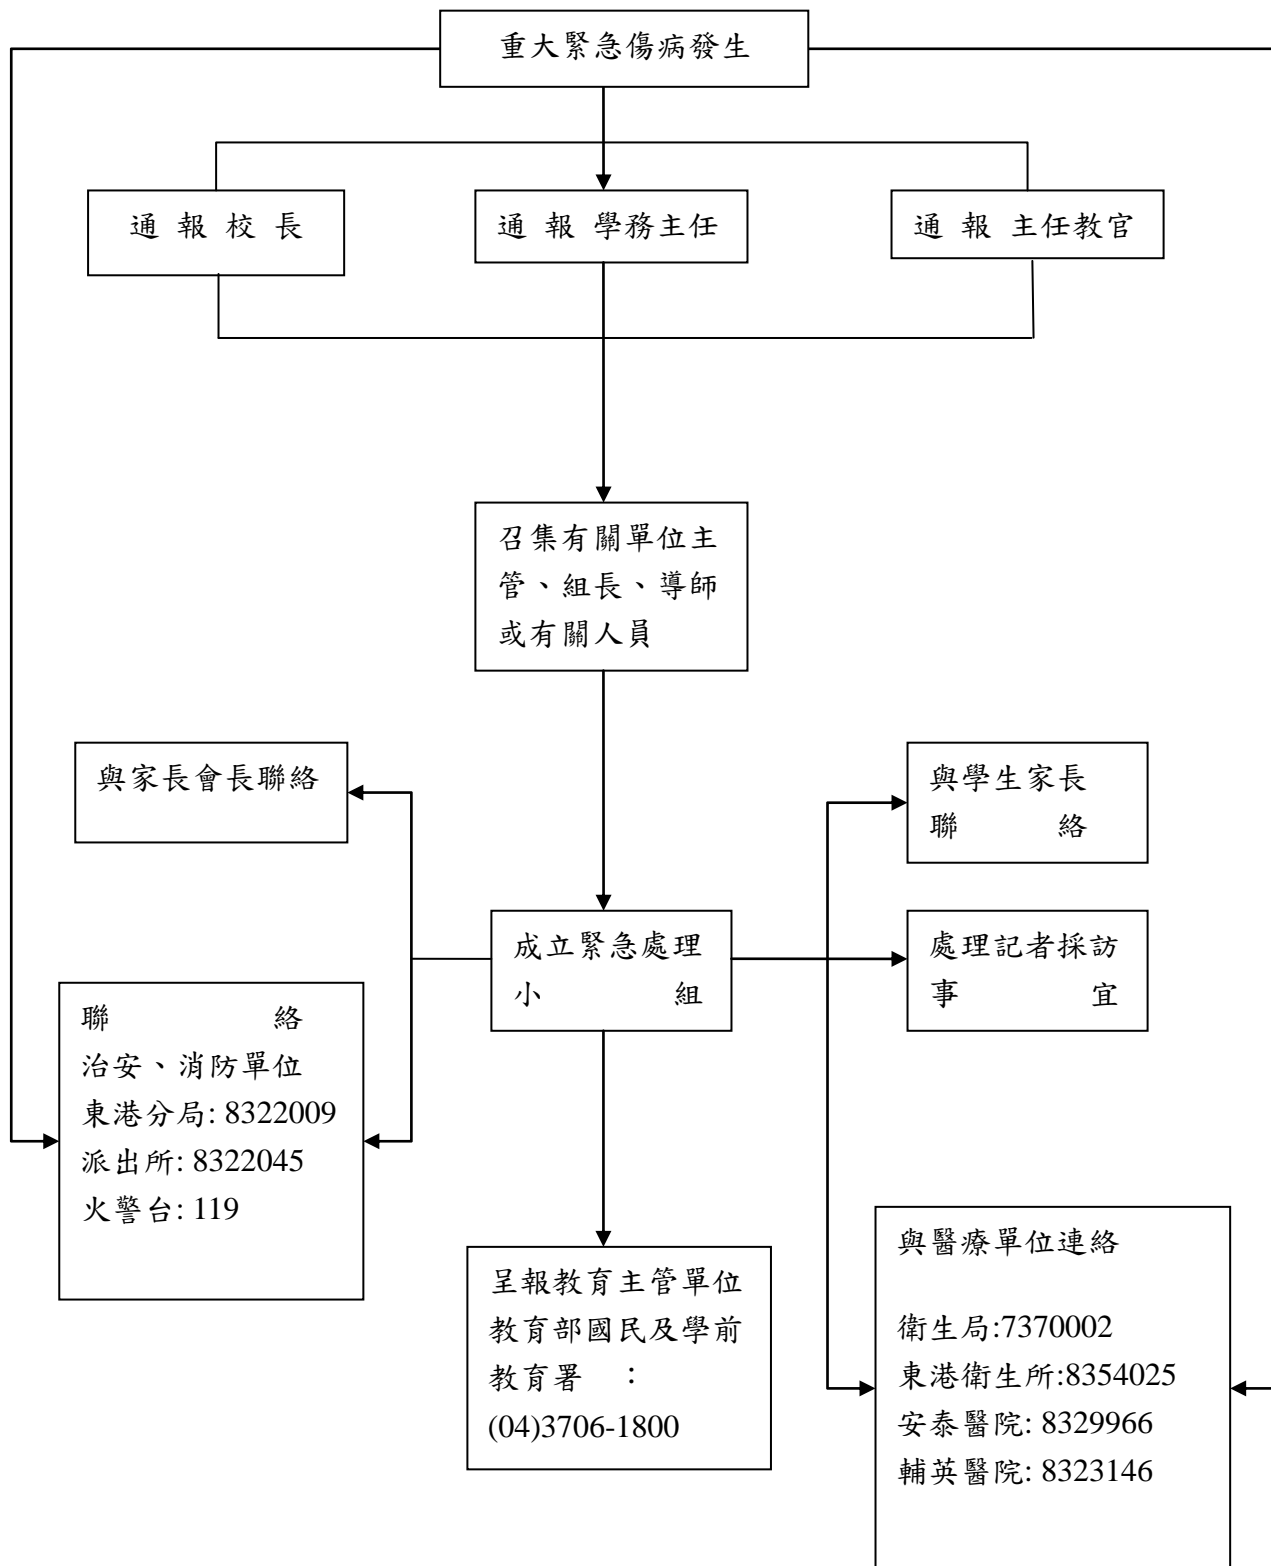 重大緊急傷病發生
通 報 校 長
通 報 學務主任
通 報 主任教官
召集有關單位主
管、組長、導師
或有關人員
與家長會長聯絡
與學生家長
聯 絡
成立緊急處理
小 組
處理記者採訪
事 宜
聯 絡
治安、消防單位
東港分局: 8322009
派出所: 8322045
火警台: 119
呈報教育主管單位
教育部國民及學前
教育署 :
(04)3706-1800
與醫療單位連絡
衛生局:7370002
東港衛生所:8354025
安泰醫院: 8329966
輔英醫院: 8323146